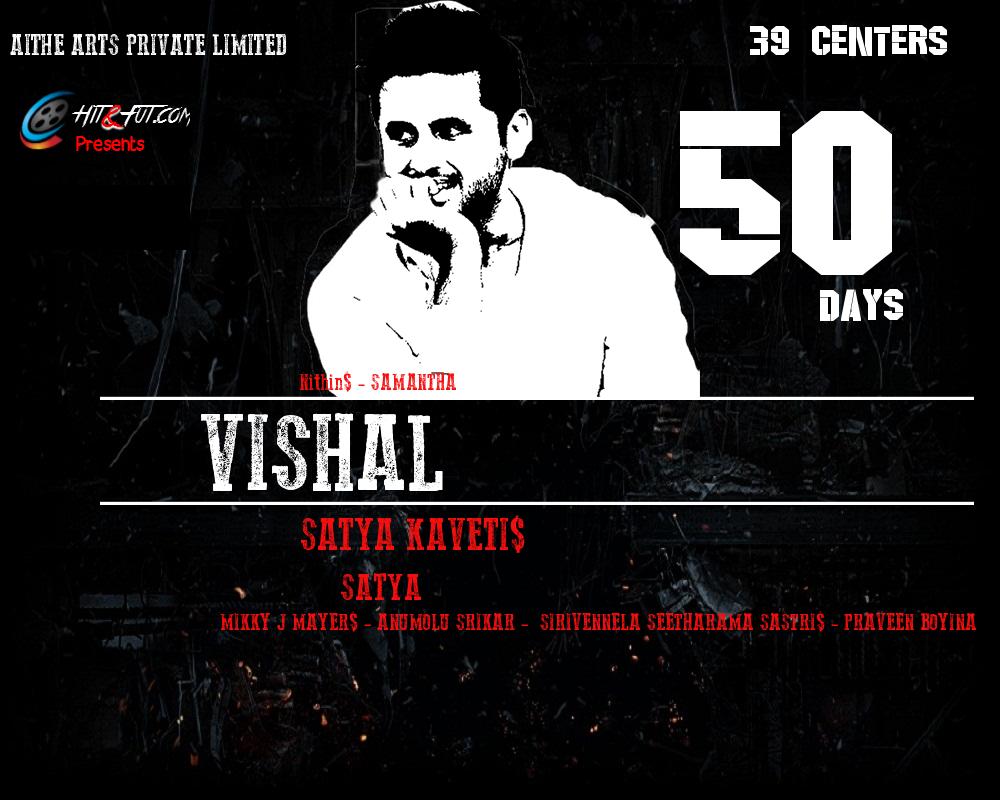 AITHE ARTS PRIVATE LIMITED
39 CENTERS
HIT&FUT.COM
Presents
50
DAYS
Nithin$ - SAMANTHA
VISHAL
SATYA KAVETI$
SATYA
MIKKY J MAYER$ - ANUMOLU SRIKAR - SIRIVENNELA SEETHARAMA SASTRI$ - PRAVEEN BOYINA